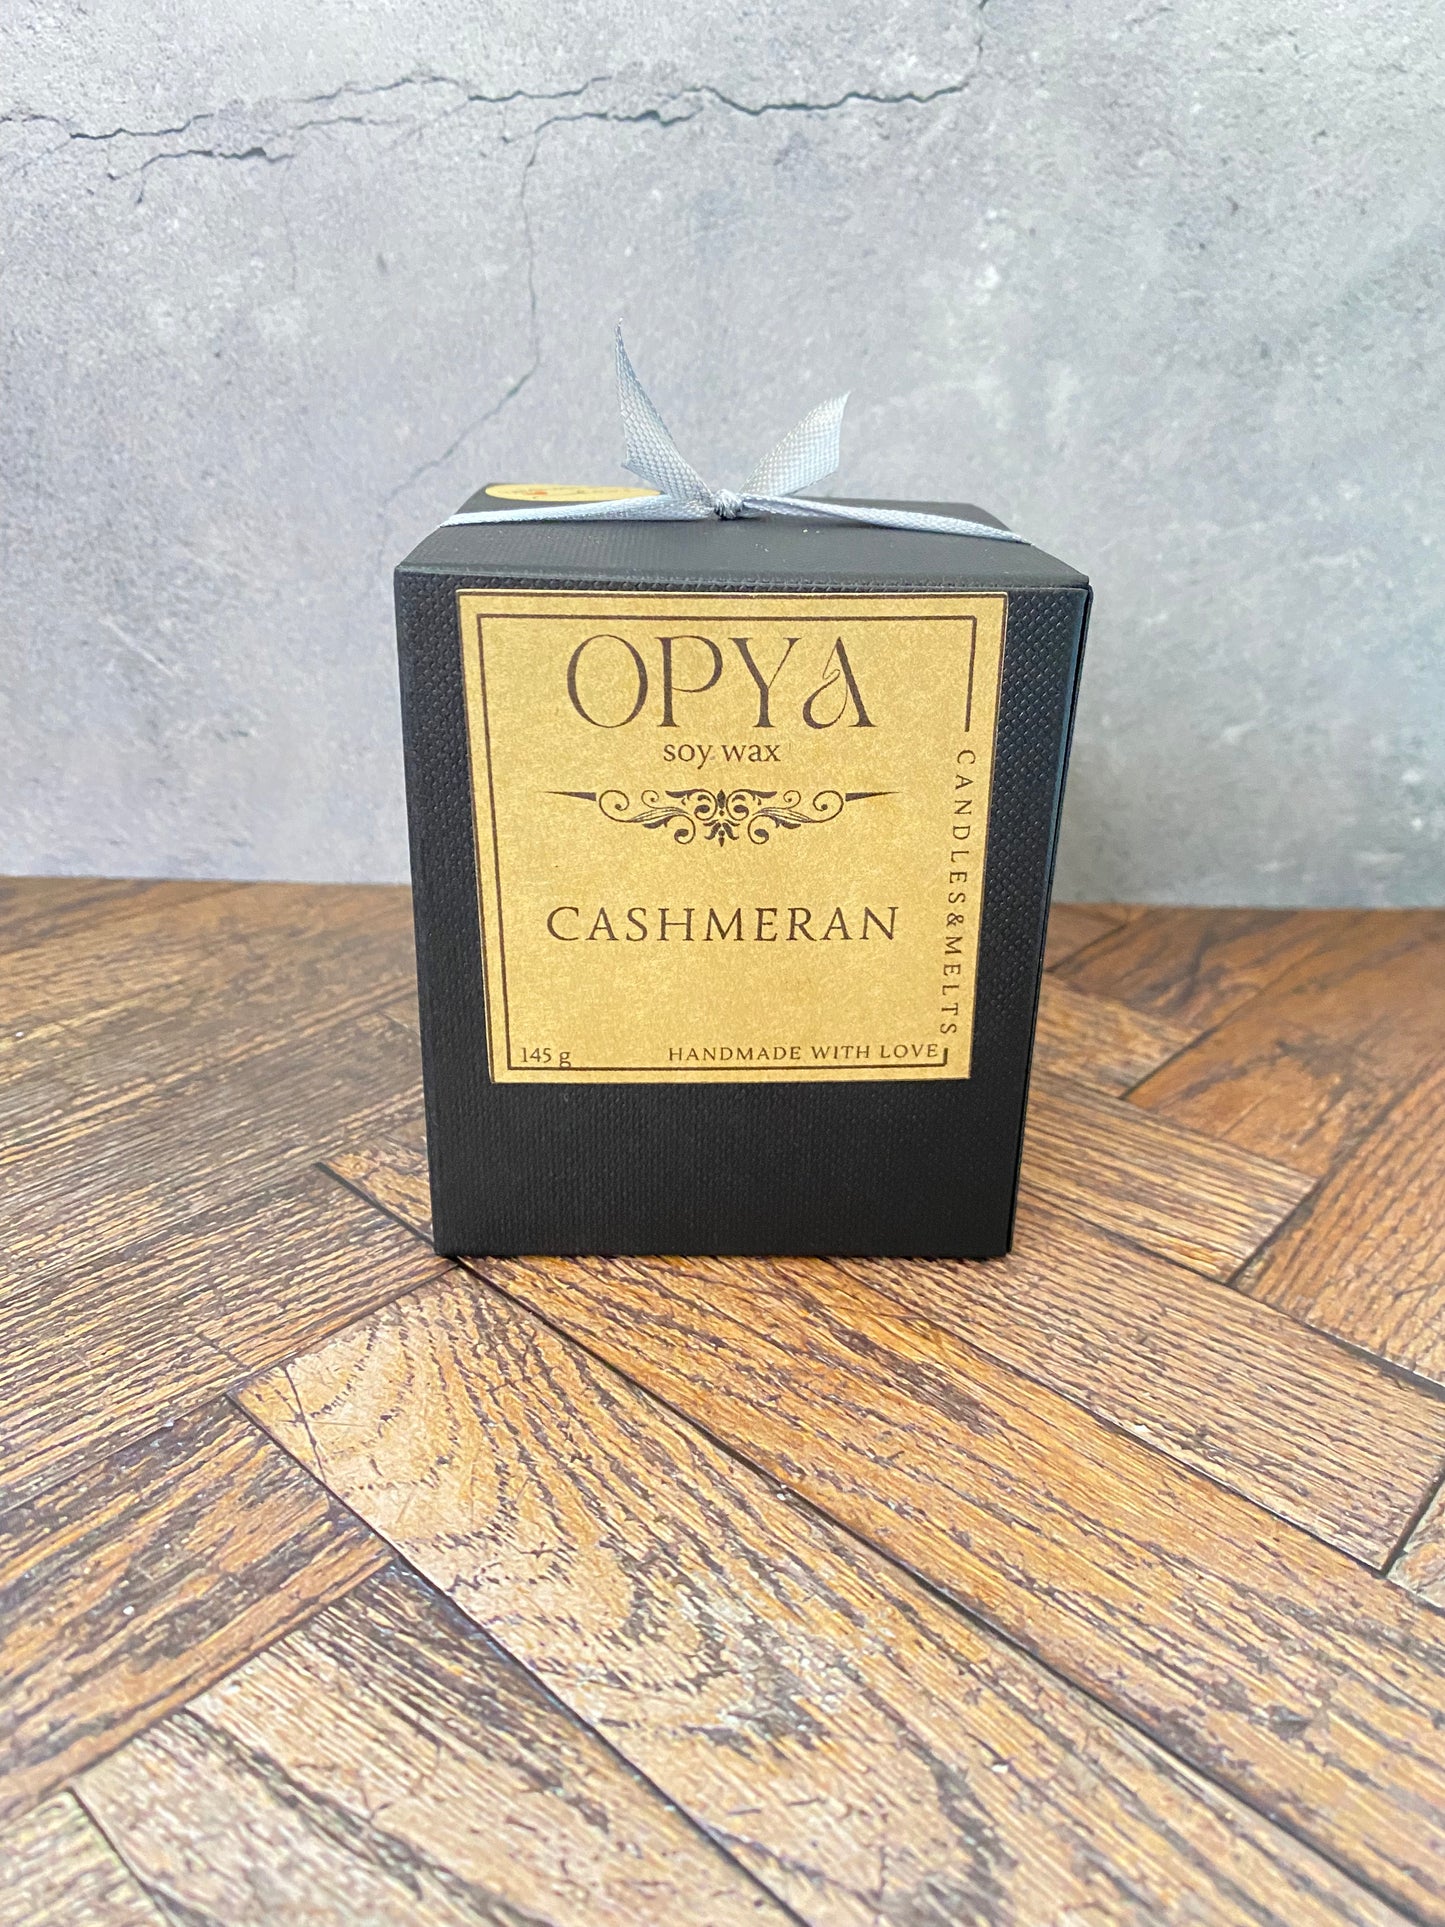 OPYA
soy wax
CASHMERAN
CANDLES&MELTS
145 g
HANDMADE WITH LOVE